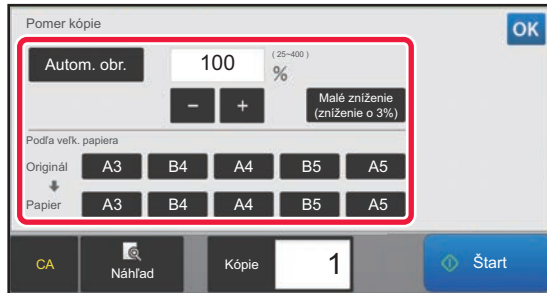 Pomer kópie
OK
Autom. obr.
100
(25~400)
%
−
+
Malé zníženie
(zníženie o 3%)
Podľa veľk. papiera
Originál
A3
B4
A4
B5
A5
Papier
A3
B4
A4
B5
A5
CA
Náhľad
Kópie
1
Štart